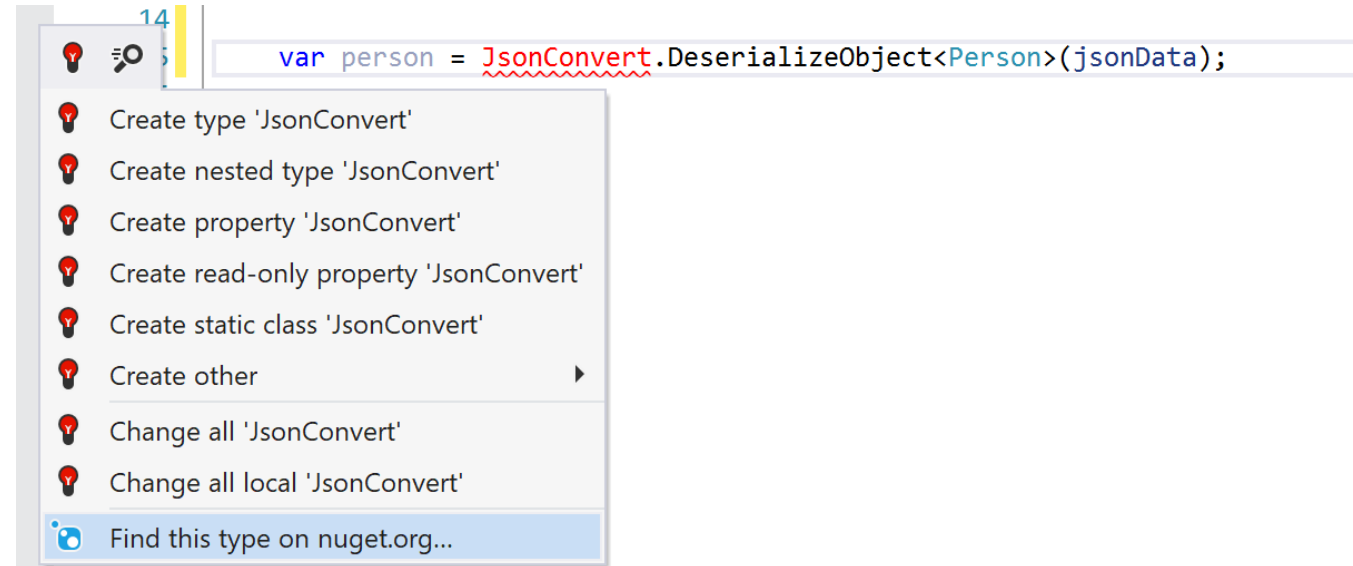 14
var person = JsonConvert.DeserializeObject<Person>(jsonData);
Create type 'JsonConvert'
Create nested type 'JsonConvert'
Create property 'JsonConvert'
Create read-only property 'JsonConvert'
Create static class 'JsonConvert'
Create other
Change all 'JsonConvert'
Change all local 'JsonConvert'
Find this type on nuget.org...